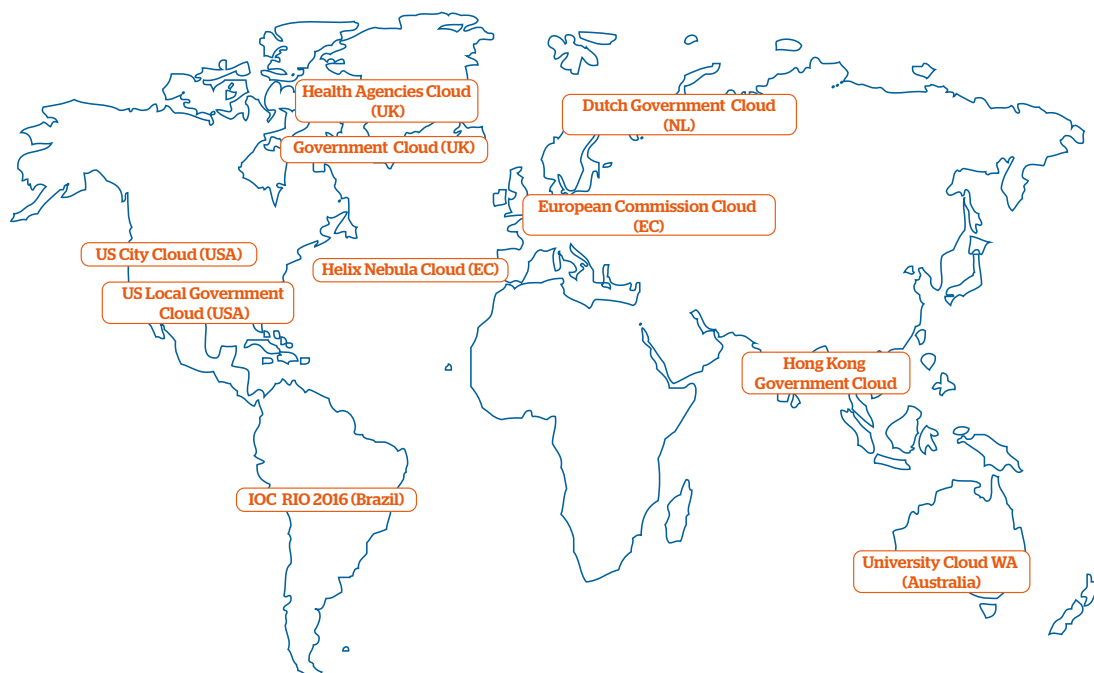 Health Agencies Cloud
(UK)
Dutch Government Cloud
(NL)
Government Cloud (UK)
European Commission Cloud
(EC)
US City Cloud (USA)
Helix Nebula Cloud (EC)
US Local Government
Cloud (USA)
Hong Kong
Government Cloud
IOC RIO 2016 (Brazil)
University Cloud WA
(Australia)